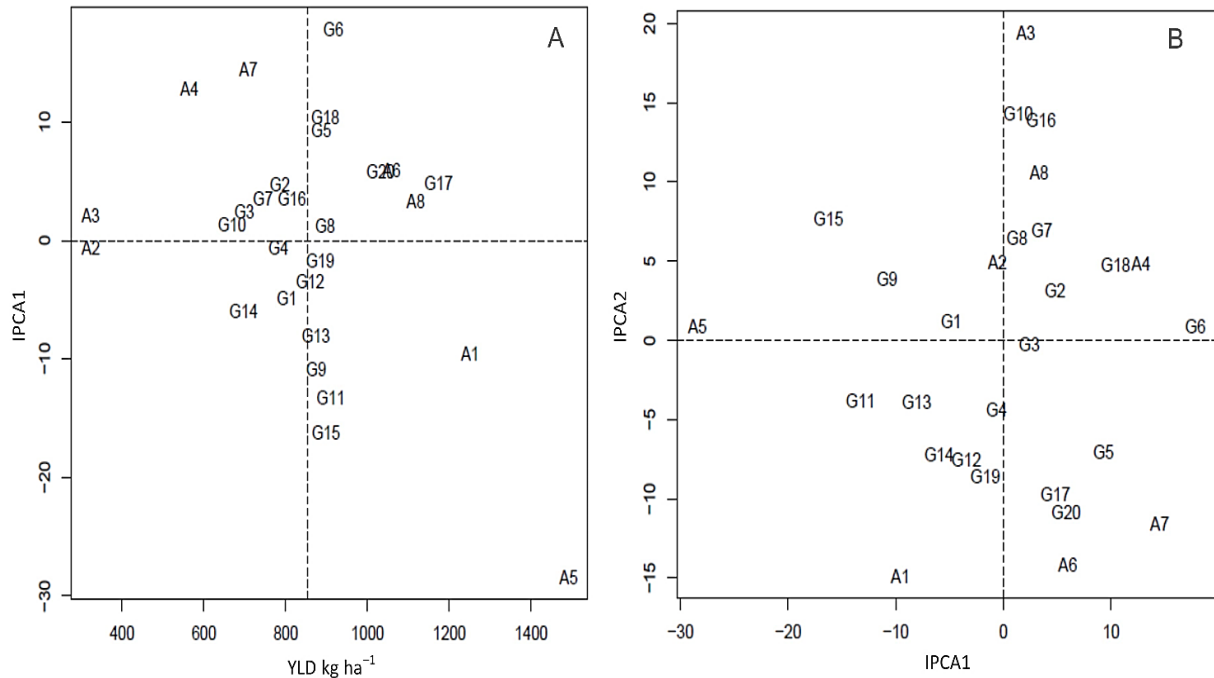 A
G6
A7
A4
G18
G5
G20
A6
G17
G2
G7
G16
A8
G3
A3
G10
G8
A2
G4
G19
G12
G1
G14
G13
A1
G9
G11
G15
A5
10
0
−10
−20
−30
IPCA1
400 600 800 1000 1200 1400
YLD kg ha⁻¹
B
A3
G10
G16
A8
G15
G7
G8
A2
G18
A4
G9
G2
G1
A5
G6
G3
G11
G13
G4
G5
G14
G12
G19
G17
G20
A7
A6
A1
20
15
10
5
0
−5
−10
−15
IPCA2
−30 −20 −10 0 10
IPCA1